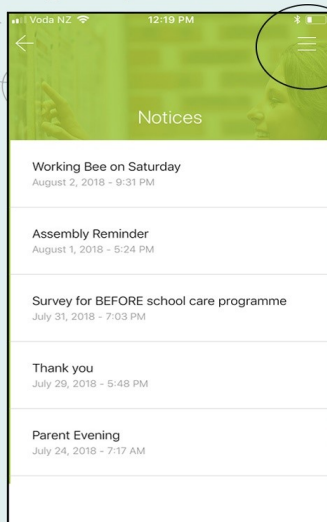 Voda NZ 12:19 PM
Notices
Working Bee on Saturday
August 2, 2018 - 9:31 PM
Assembly Reminder
August 1, 2018 - 5:24 PM
Survey for BEFORE school care programme
July 31, 2018 - 7:03 PM
Thank you
July 29, 2018 - 5:48 PM
Parent Evening
July 24, 2018 - 7:17 AM